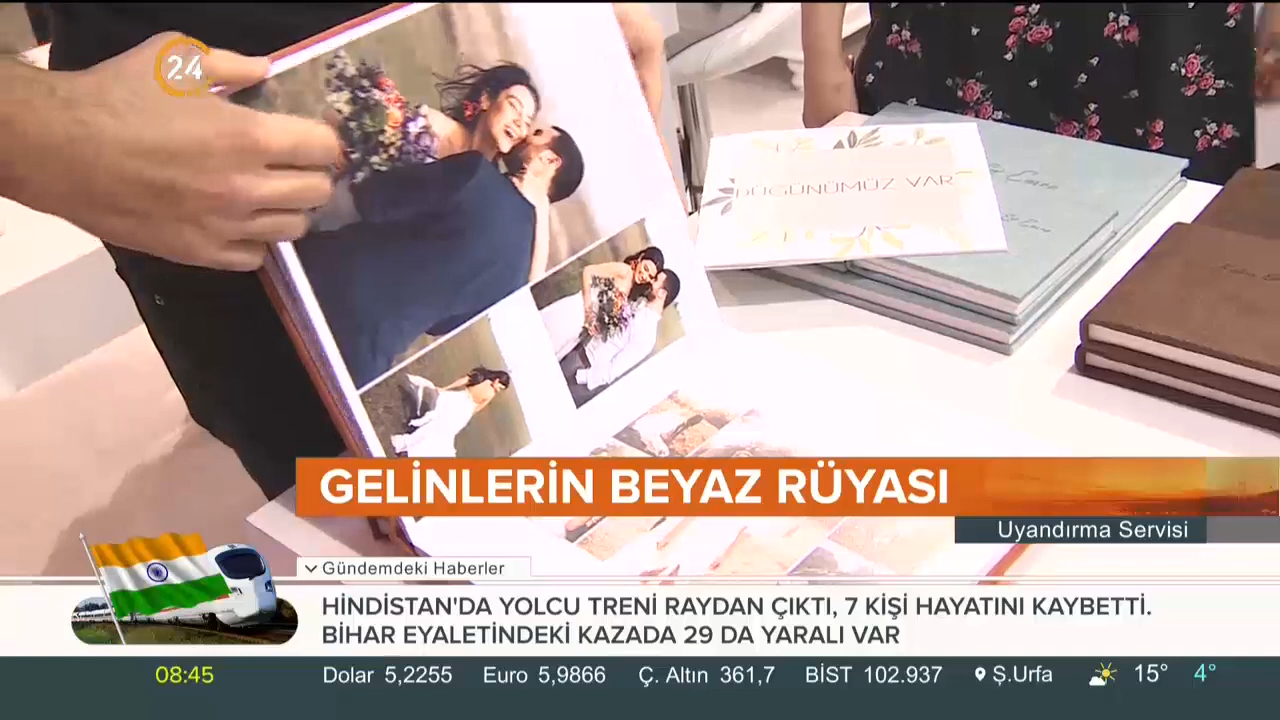 24
DÜĞÜNÜMÜZ VAR
GELİNLERİN BEYAZ RÜYASI
Uyandırma Servisi
Gündemdeki Haberler
HİNDİSTAN'DA YOLCU TRENİ RAYDAN ÇIKTI, 7 KİŞİ HAYATINI KAYBETTİ.
BİHAR EYALETİNDEKİ KAZADA 29 DA YARALI VAR
08:45 Dolar 5,2255 Euro 5,9866 Ç. Altın 361,7 BİST 102.937 Ş.Urfa 15° 4°